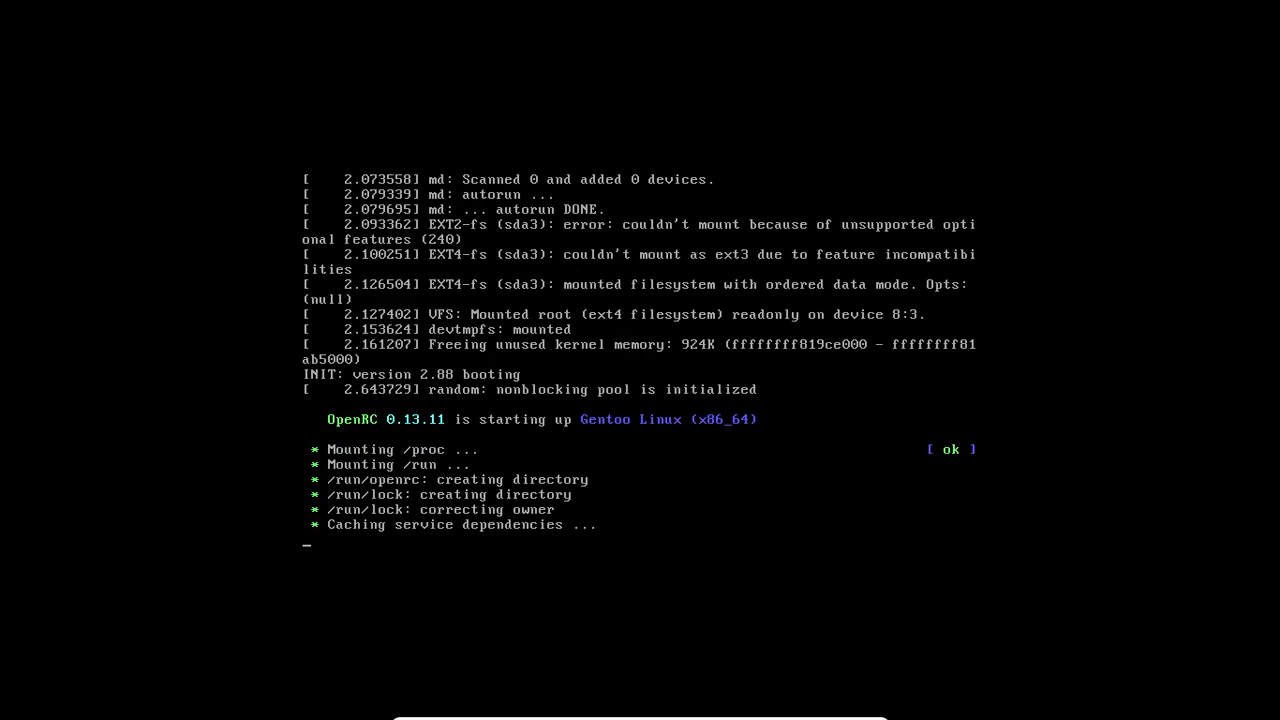 [    2.073558] md: Scanned 0 and added 0 devices.
[    2.079339] md: autorun ...
[    2.079695] md: ... autorun DONE.
[    2.093362] EXT2-fs (sda3): error: couldn't mount because of unsupported opti
onal features (240)
[    2.100251] EXT4-fs (sda3): couldn't mount as ext3 due to feature incompatibi
lities
[    2.126504] EXT4-fs (sda3): mounted filesystem with ordered data mode. Opts:
(null)
[    2.127402] VFS: Mounted root (ext4 filesystem) readonly on device 8:3.
[    2.153624] devtmpfs: mounted
[    2.161207] Freeing unused kernel memory: 924K (ffffffff819ce000 - ffffffff81
ab5000)
INIT: version 2.88 booting
[    2.643729] random: nonblocking pool is initialized
OpenRC 0.13.11 is starting up Gentoo Linux (x86_64)
* Mounting /proc ... [ ok ]
* Mounting /run ...
* /run/openrc: creating directory
* /run/lock: creating directory
* /run/lock: correcting owner
* Caching service dependencies ...
_